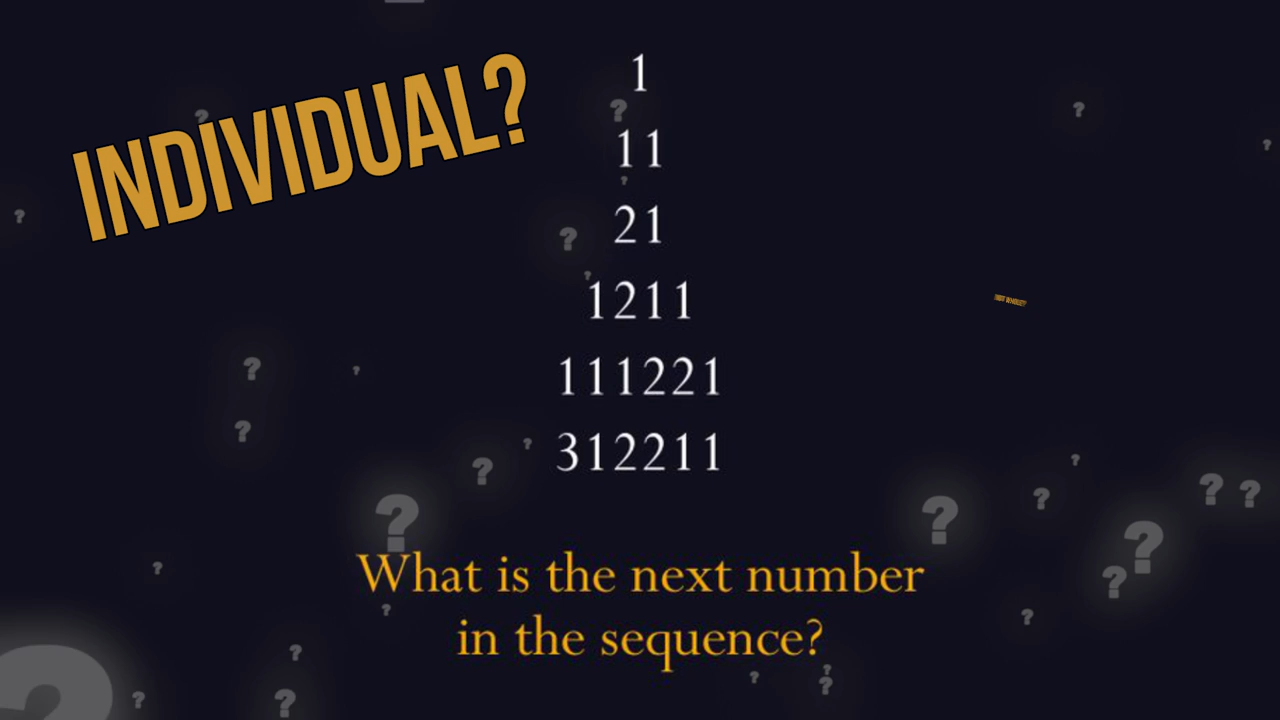 INDIVIDUAL?
1
11
21
1211
111221
312211
What is the next number
in the sequence?